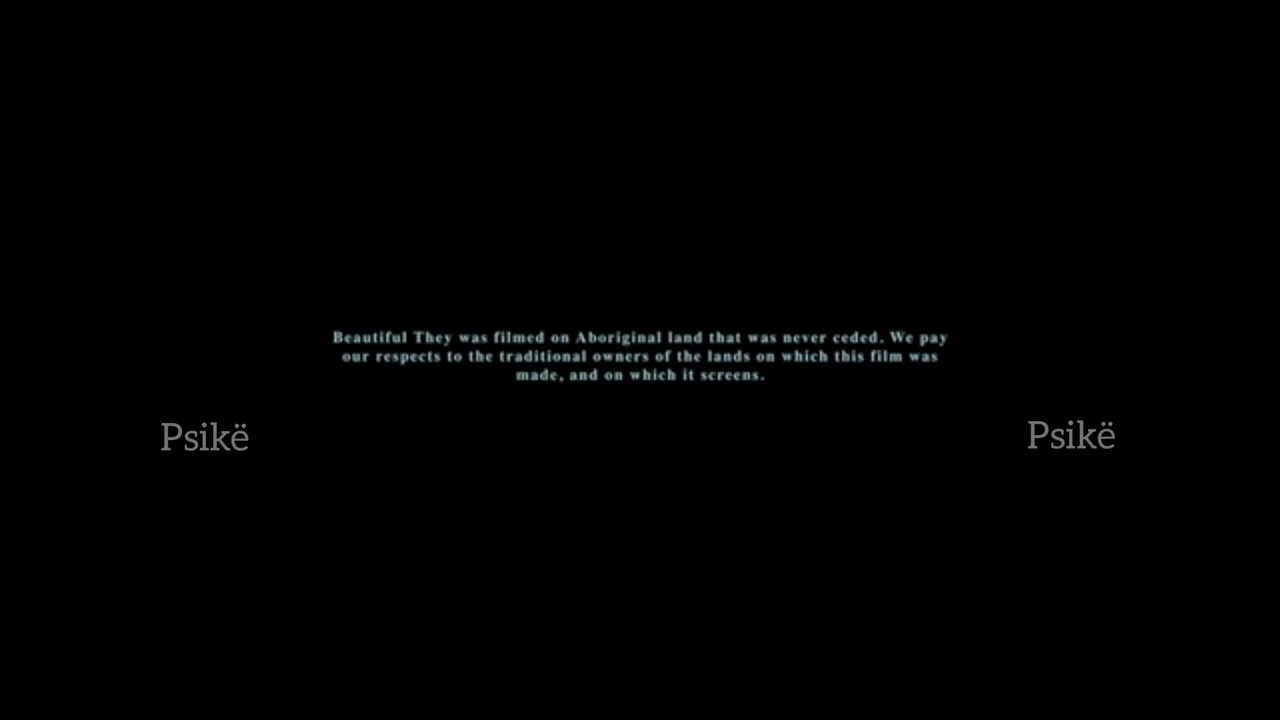 Beautiful They was filmed on Aboriginal land that was never ceded. We pay
our respects to the traditional owners of the lands on which this film was
made, and on which it screens.
Psikë
Psikë